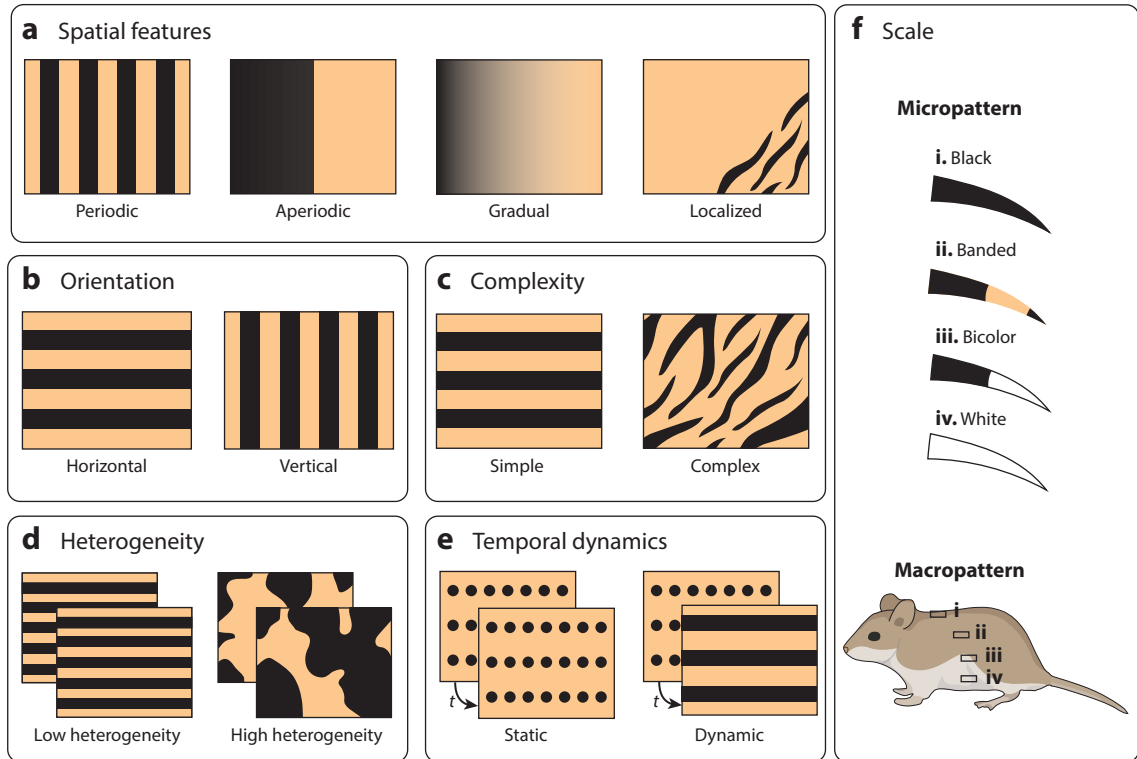 a Spatial features
Periodic
Aperiodic
Gradual
Localized
b Orientation
Horizontal
Vertical
c Complexity
Simple
Complex
d Heterogeneity
Low heterogeneity
High heterogeneity
e Temporal dynamics
t
Static
t
Dynamic
f Scale
Micropattern
i. Black
ii. Banded
iii. Bicolor
iv. White
Macropattern
i
ii
iii
iv